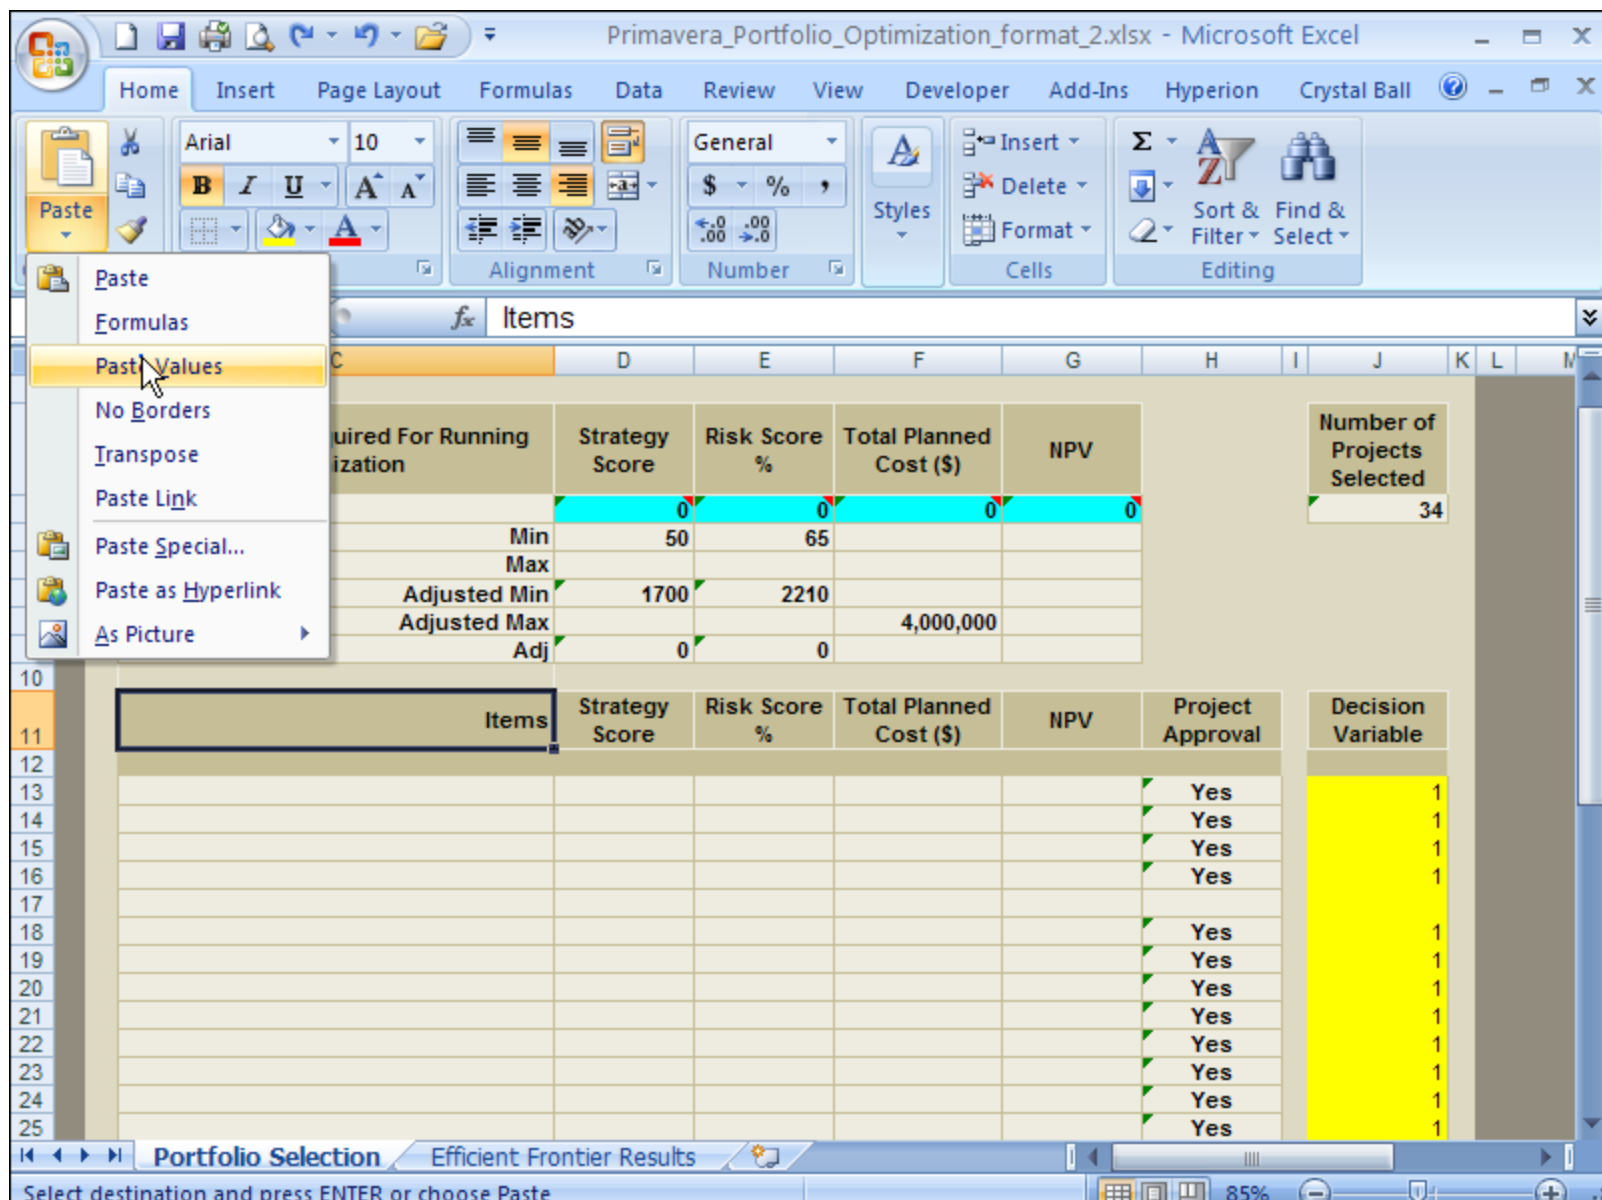 Primavera_Portfolio_Optimization_format_2.xlsx - Microsoft Excel
Home Insert Page Layout Formulas Data Review View Developer Add-Ins Hyperion Crystal Ball
Arial 10 General Insert
Delete
Format
Paste Styles Sort & Filter Find & Select
Alignment Number Cells Editing
Paste
Formulas
Paste Values
No Borders
Transpose
Paste Link
Paste Special...
Paste as Hyperlink
As Picture
fx Items
C D E F G H I J K L M
uired For Running
ization
Strategy Score
Risk Score %
Total Planned Cost ($)
NPV
Number of Projects Selected
0 0 0 0 34
Min 50 65
Max
Adjusted Min 1700 2210
Adjusted Max 4,000,000
Adj 0 0
10
11 Items Strategy Score Risk Score % Total Planned Cost ($) NPV Project Approval Decision Variable
12
13 Yes 1
14 Yes 1
15 Yes 1
16 Yes 1
17
18 Yes 1
19 Yes 1
20 Yes 1
21 Yes 1
22 Yes 1
23 Yes 1
24 Yes 1
25 Yes 1
Portfolio Selection Efficient Frontier Results
Select destination and press ENTER or choose Paste 85%